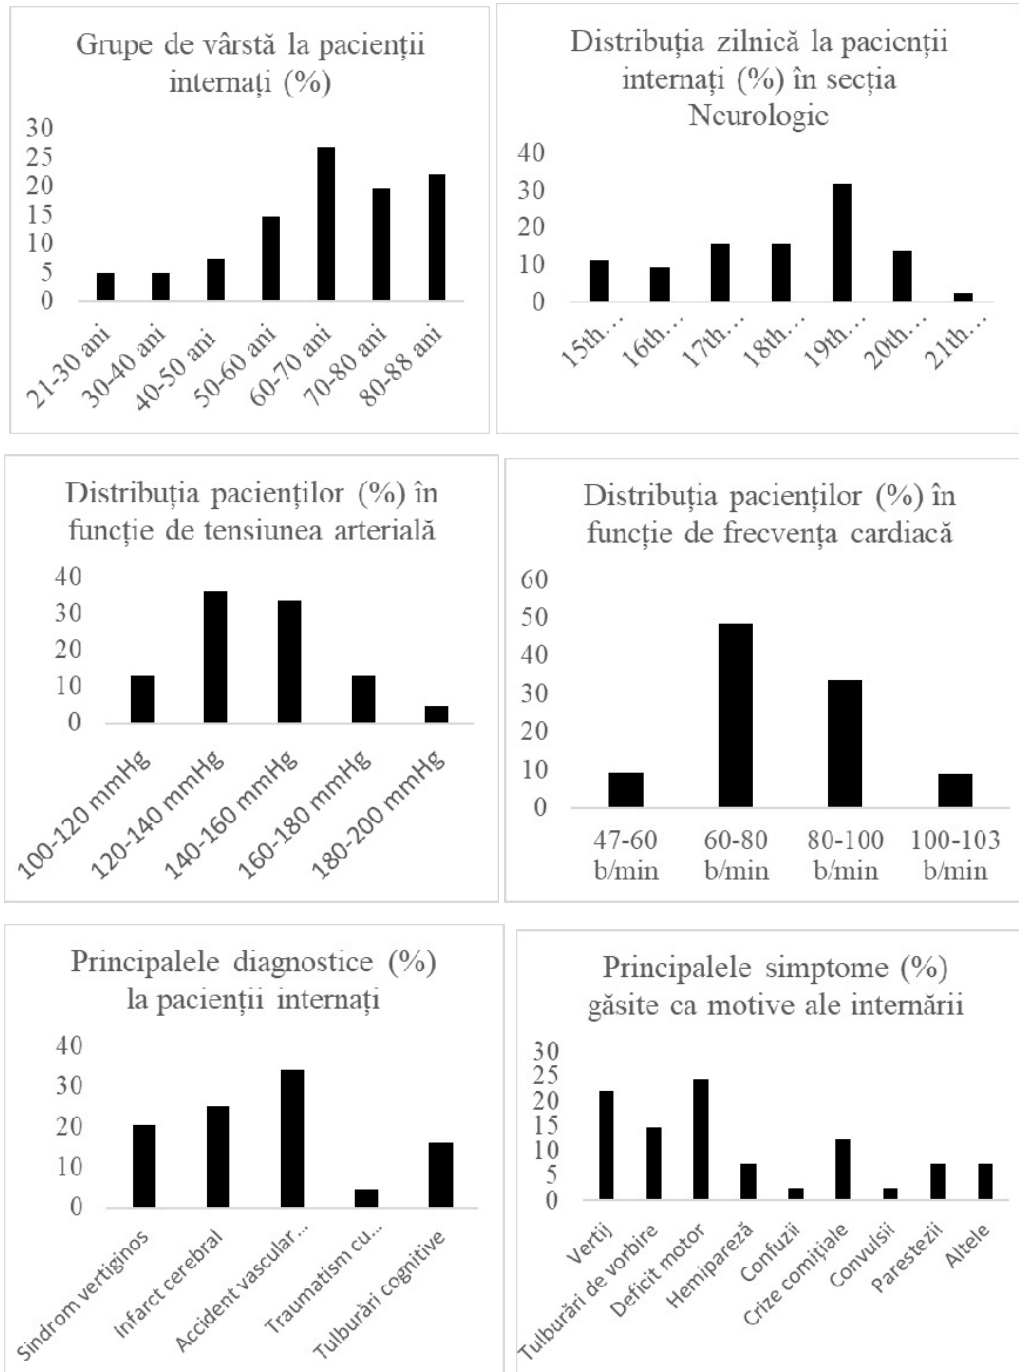 Grupe de vârstă la pacienții
internați (%)
30
25
20
15
10
5
0
21-30 ani
30-40 ani
40-50 ani
50-60 ani
60-70 ani
70-80 ani
80-88 ani
Distribuția zilnică la pacienții
internați (%) în secția
Neurologic
40
30
20
10
0
15th...
16th...
17th...
18th...
19th...
20th...
21th...
Distribuția pacienților (%) în
funcție de tensiunea arterială
40
30
20
10
0
100-120 mmHg
120-140 mmHg
140-160 mmHg
160-180 mmHg
180-200 mmHg
Distribuția pacienților (%) în
funcție de frecvența cardiacă
60
50
40
30
20
10
0
47-60 b/min
60-80 b/min
80-100 b/min
100-103 b/min
Principalele diagnostice (%)
la pacienții internați
40
30
20
10
0
Sindrom vertiginos
Infarct cerebral
Accident vascular...
Traumatism cu...
Tulburări cognitive
Principalele simptome (%)
găsite ca motive ale internării
30
25
20
15
10
5
0
Vertij
Tulburări de vorbire
Deficit motor
Hemipareză
Confuzii
Crize comițiale
Convulsii
Parestezii
Altele